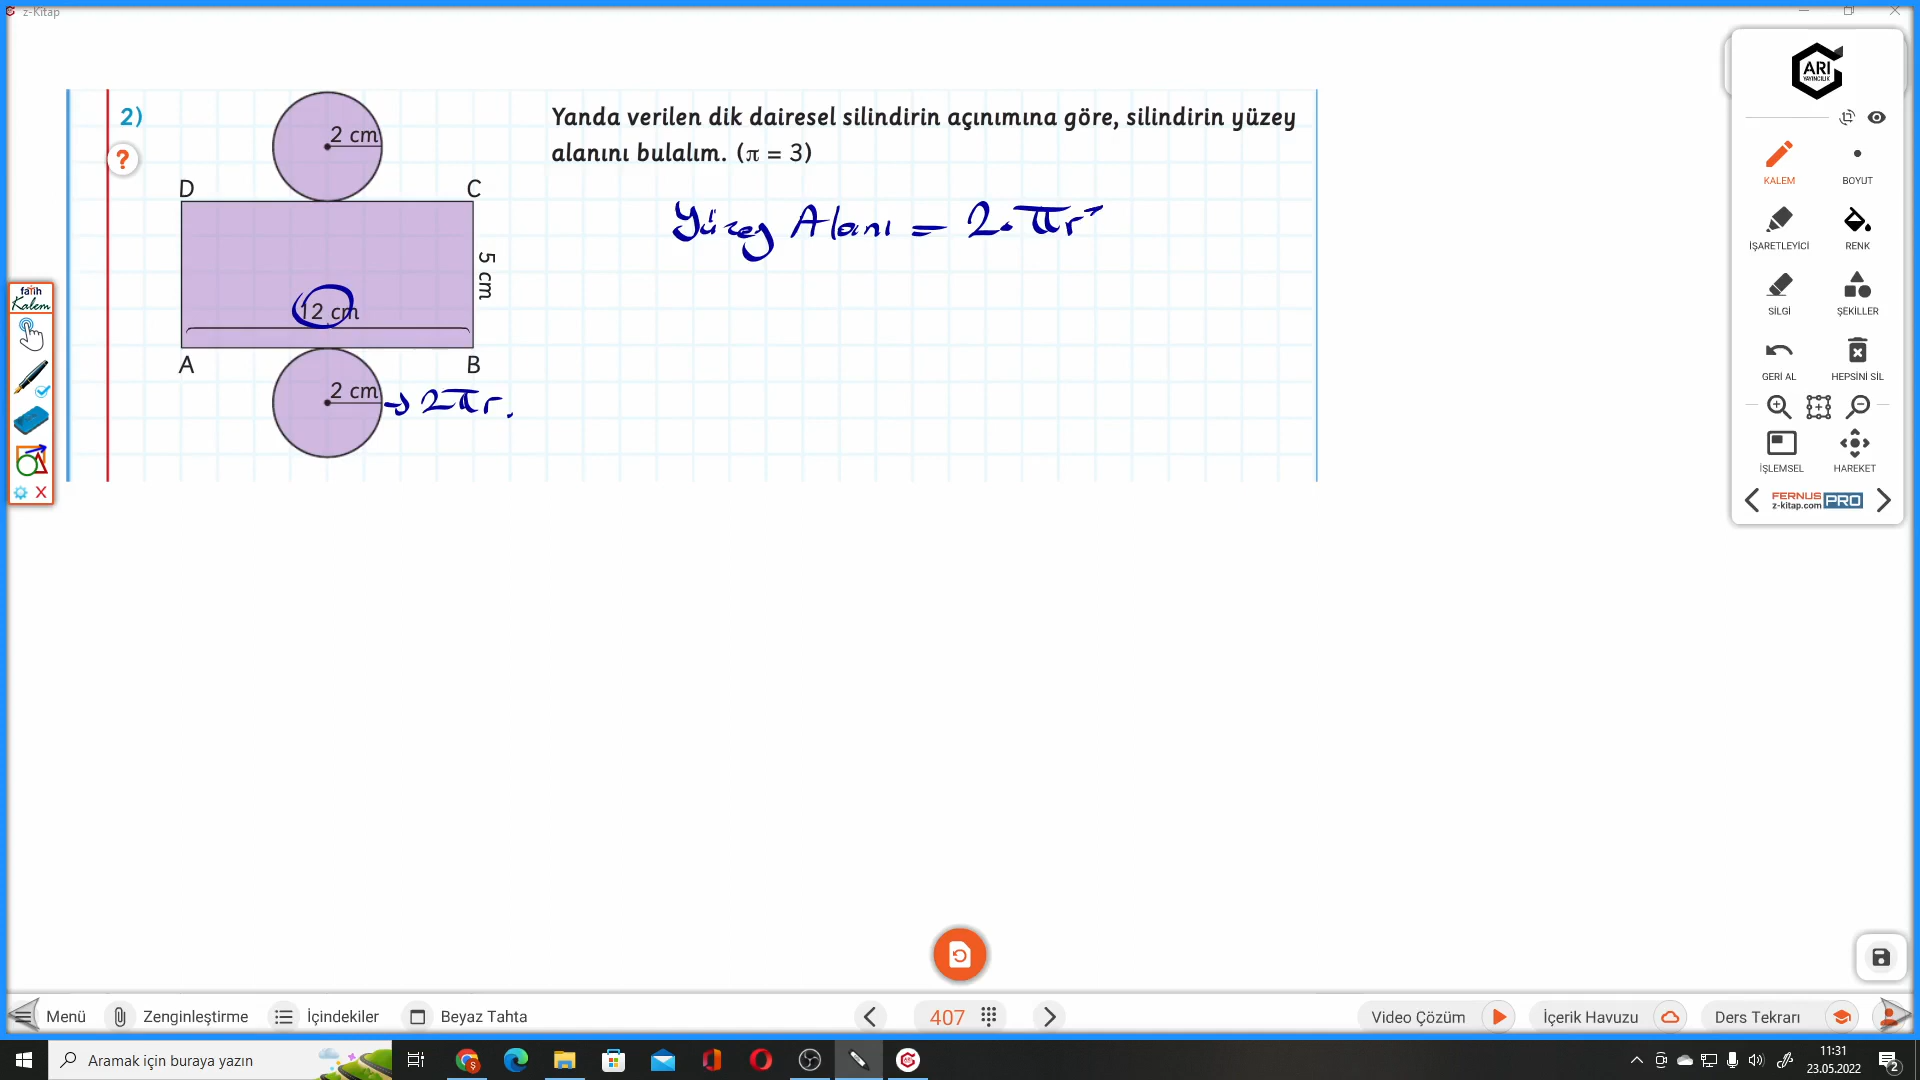 z-Kitap
2)
Yanda verilen dik dairesel silindirin açınımına göre, silindirin yüzey
alanını bulalım. (π = 3)
?
2 cm
D
C
Yüzey Alanı = 2.πr²
5 cm
12 cm
A
B
2 cm
→ 2πr.
fatih
Kalem
X
ARI
YAYINCILIK
KALEM
BOYUT
İŞARETLEYİCİ
RENK
SİLGİ
ŞEKİLLER
GERİ AL
HEPSİNİ SİL
İŞLEMSEL
HAREKET
FERNUS PRO
z-kitap.com
Menü
Zenginleştirme
İçindekiler
Beyaz Tahta
407
Video Çözüm
İçerik Havuzu
Ders Tekrarı
Aramak için buraya yazın
11:31
23.05.2022
2